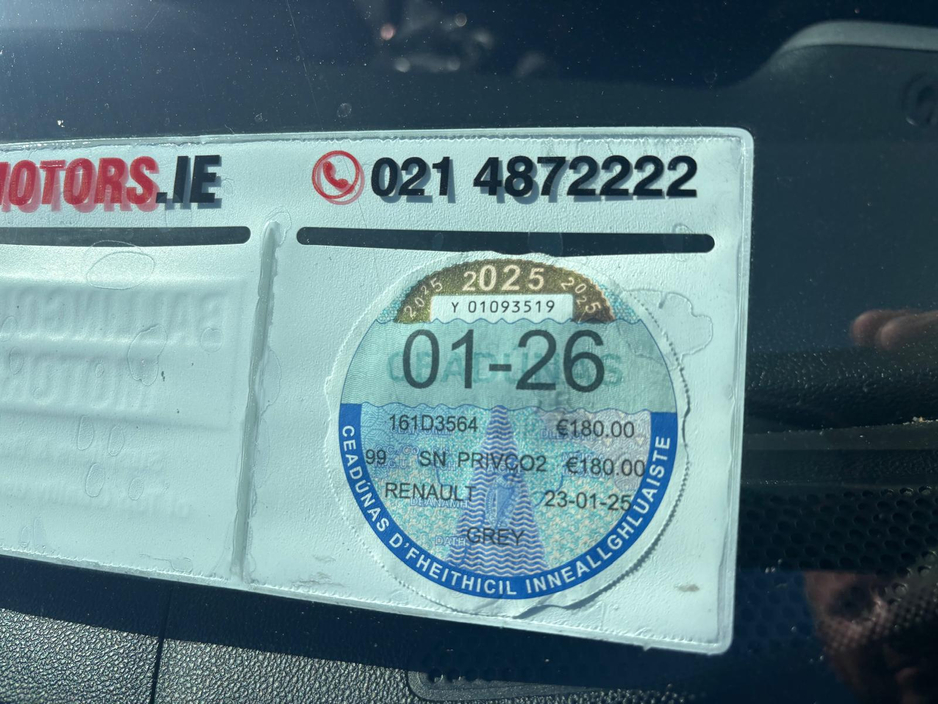 MOTORS.IE
021 4872222
2025 2025 2025
Y 01093519
01-26
CEADÚNAS
161D3564 €180.00
99 SN PRIVCO2 €180.00
RENAULT 23-01-25
GREY
CEADÚNAS D'FHEITHICIL INNEALLGHLUAISTE